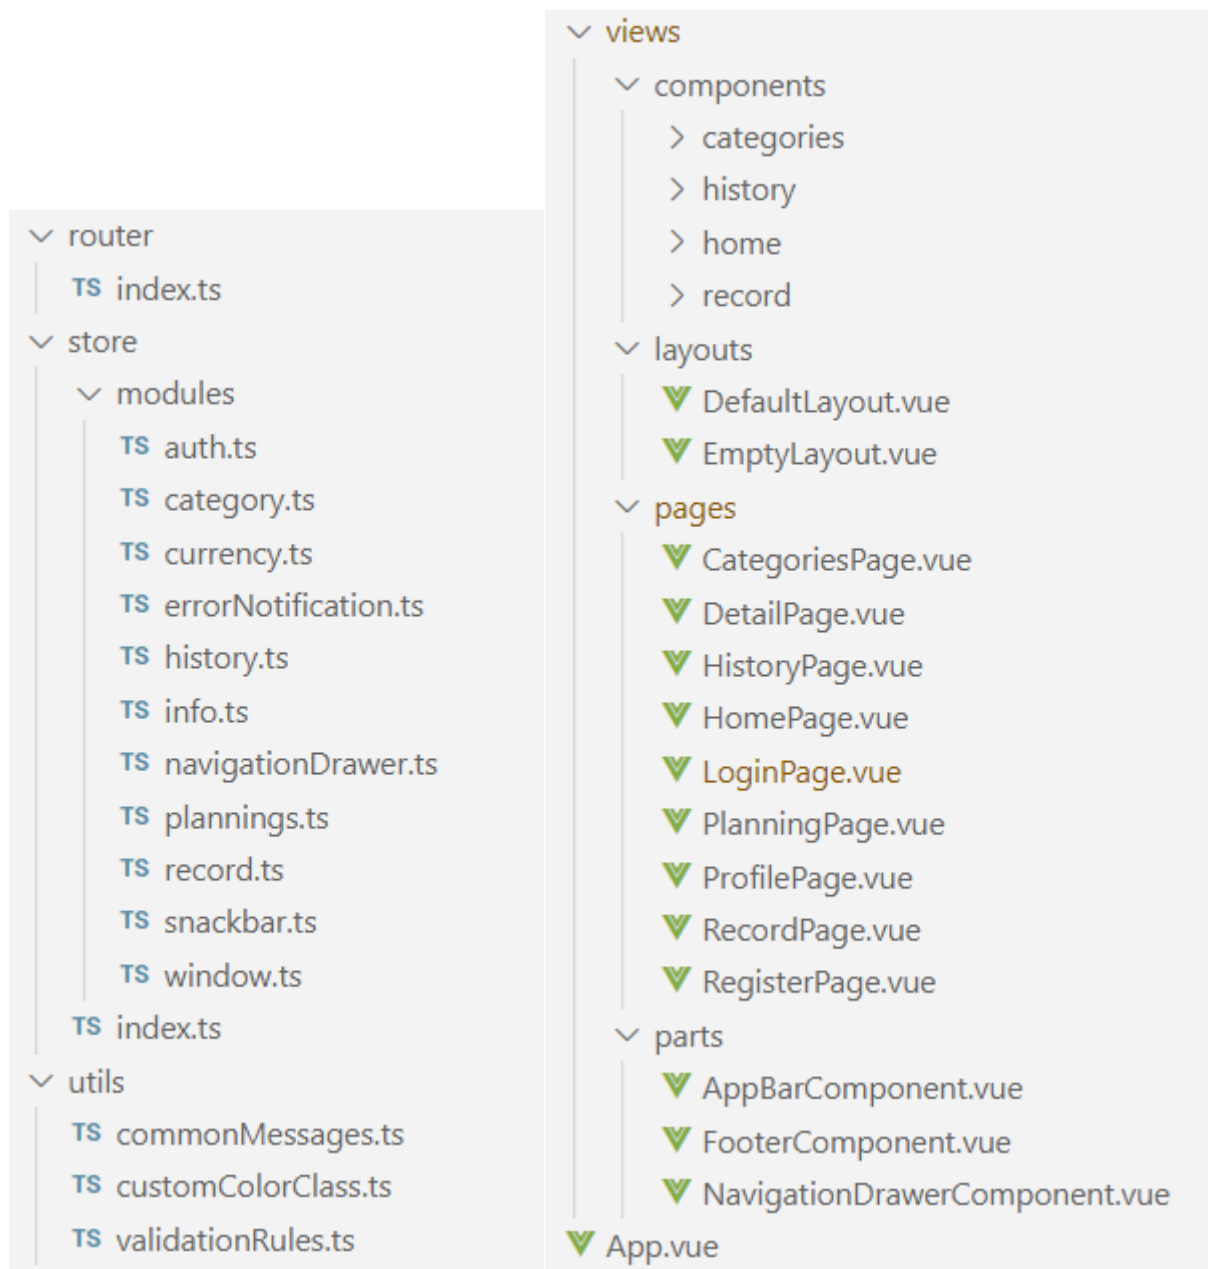 router
TS index.ts
store
modules
TS auth.ts
TS category.ts
TS currency.ts
TS errorNotification.ts
TS history.ts
TS info.ts
TS navigationDrawer.ts
TS plannings.ts
TS record.ts
TS snackbar.ts
TS window.ts
TS index.ts
utils
TS commonMessages.ts
TS customColorClass.ts
TS validationRules.ts
views
components
categories
history
home
record
layouts
DefaultLayout.vue
EmptyLayout.vue
pages
CategoriesPage.vue
DetailPage.vue
HistoryPage.vue
HomePage.vue
LoginPage.vue
PlanningPage.vue
ProfilePage.vue
RecordPage.vue
RegisterPage.vue
parts
AppBarComponent.vue
FooterComponent.vue
NavigationDrawerComponent.vue
App.vue